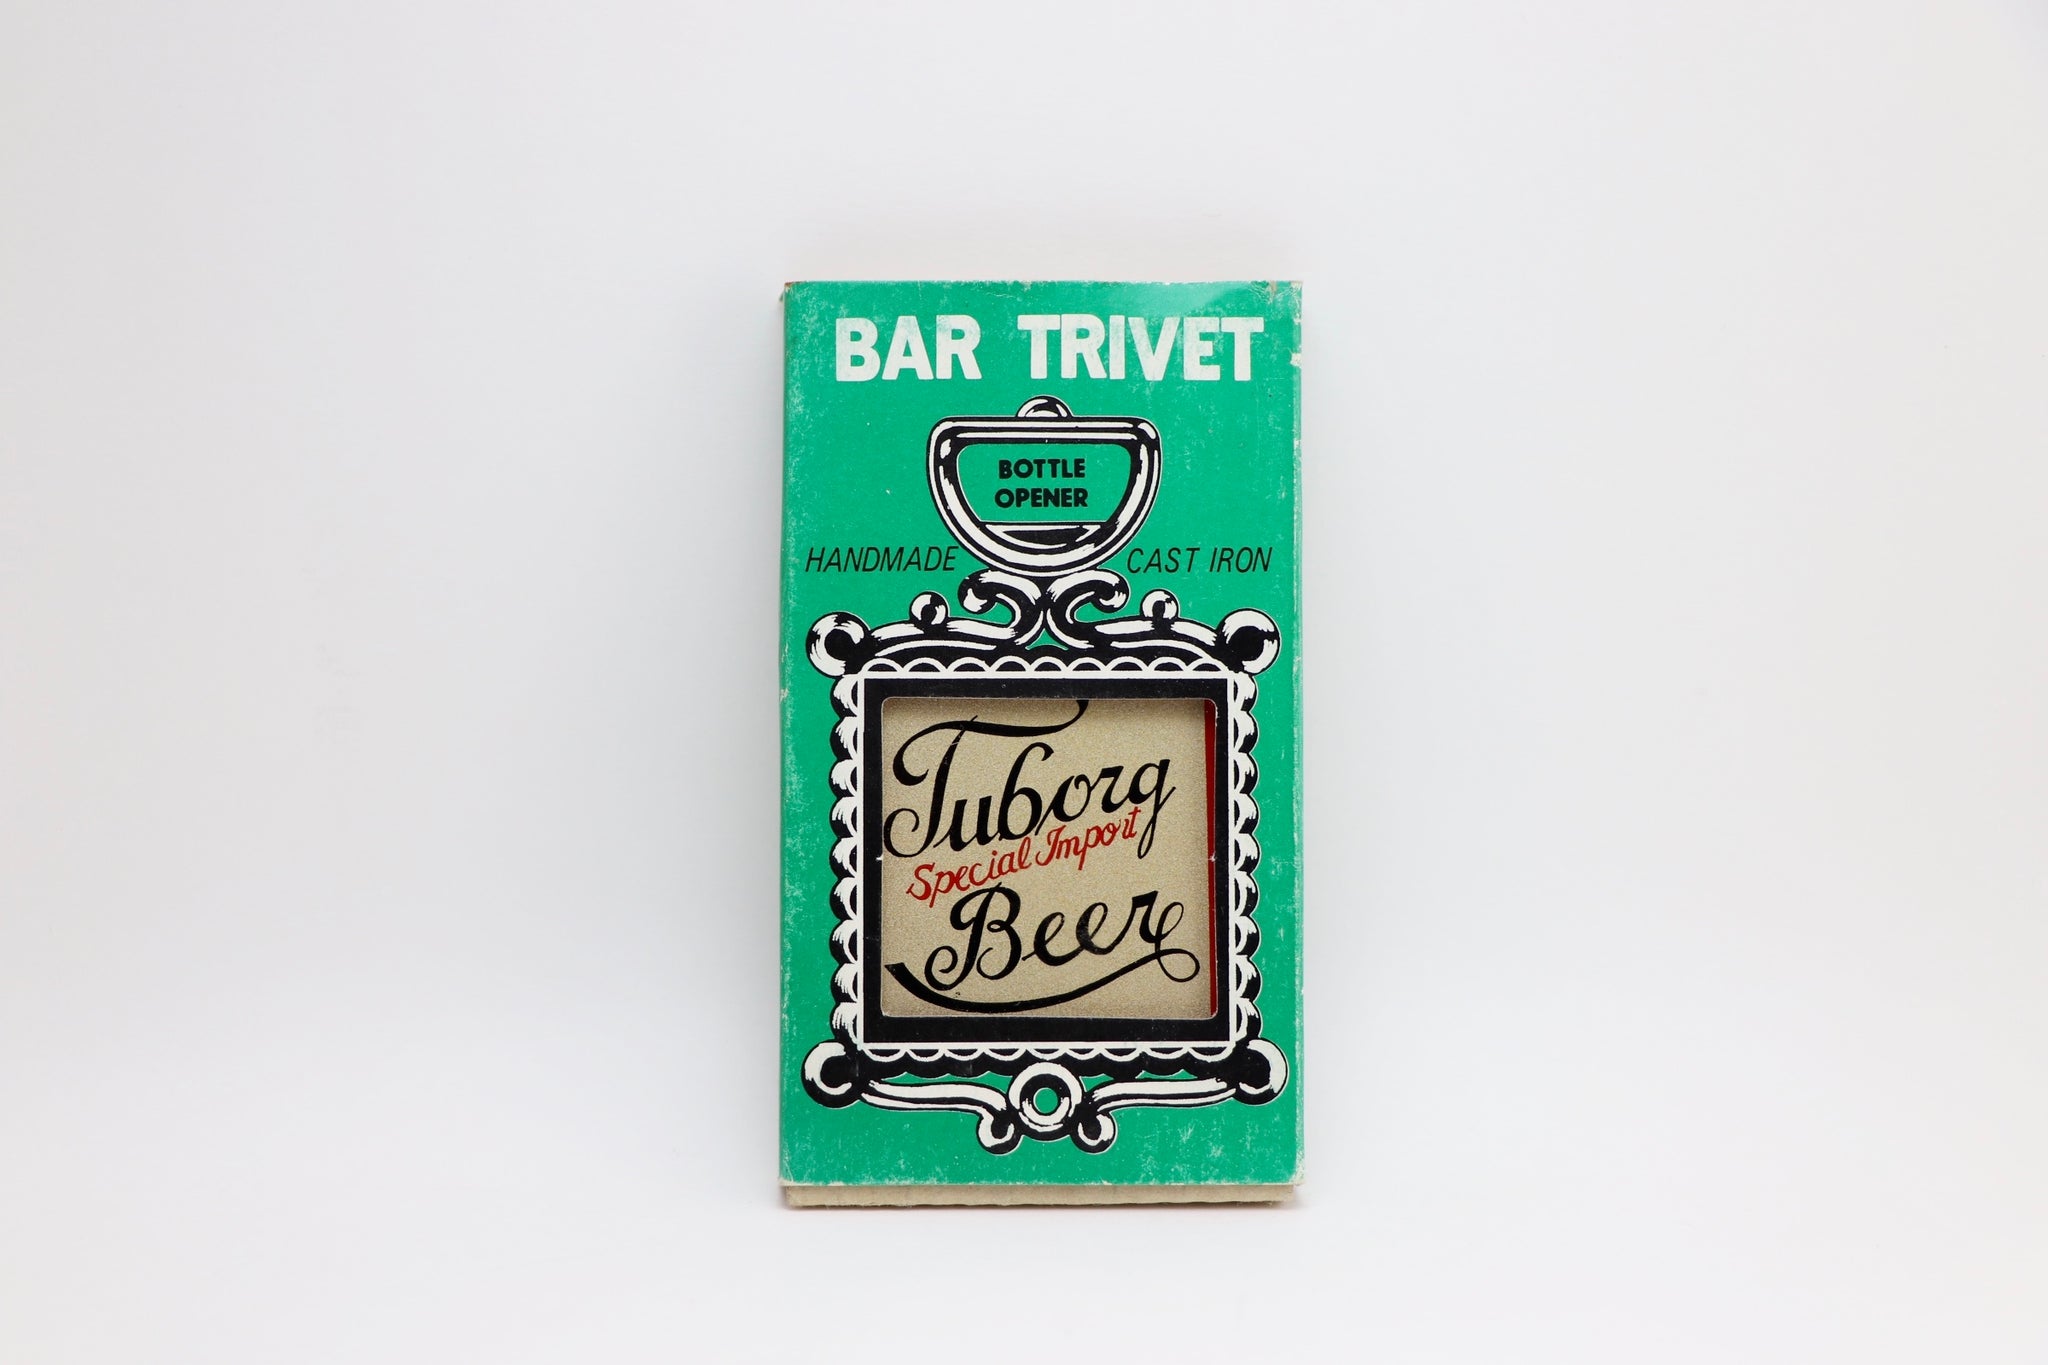 BAR TRIVET
BOTTLE
OPENER
HANDMADE CAST IRON
Tuborg
Special Import
Beer